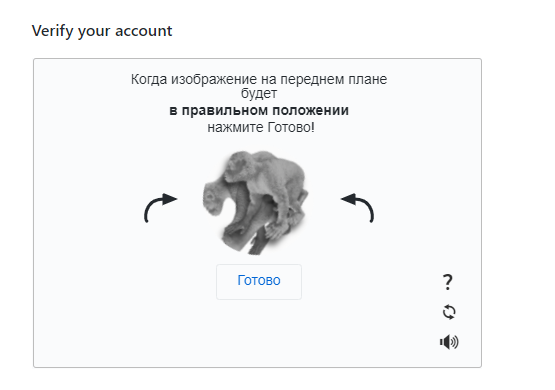 Verify your account
Когда изображение на переднем плане
будет
в правильном положении
нажмите Готово!
Готово
?